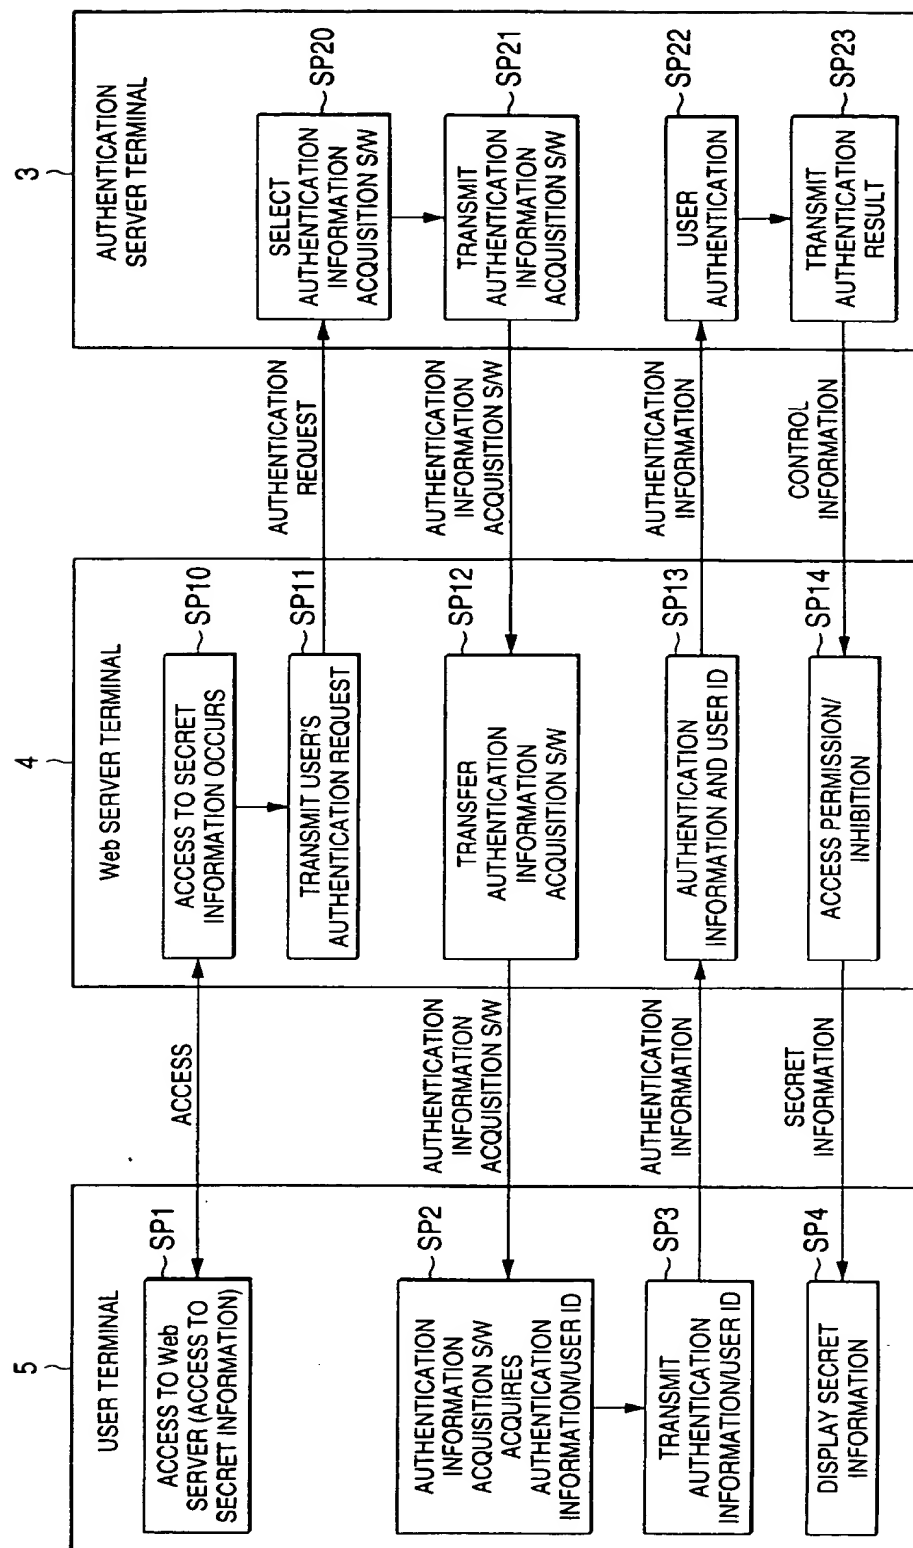 5
USER TERMINAL
ACCESS TO Web
SERVER (ACCESS TO
SECRET INFORMATION)
SP1
AUTHENTICATION
INFORMATION
ACQUISITION S/W
ACQUIRES
AUTHENTICATION
INFORMATION/USER ID
SP2
TRANSMIT
AUTHENTICATION
INFORMATION/USER ID
SP3
DISPLAY SECRET
INFORMATION
SP4
ACCESS
AUTHENTICATION
INFORMATION
ACQUISITION S/W
AUTHENTICATION
INFORMATION
SECRET
INFORMATION
4
Web SERVER TERMINAL
ACCESS TO SECRET
INFORMATION OCCURS
SP10
TRANSMIT USER'S
AUTHENTICATION REQUEST
SP11
TRANSFER
AUTHENTICATION
INFORMATION
ACQUISITION S/W
SP12
AUTHENTICATION
INFORMATION AND USER ID
SP13
ACCESS PERMISSION/
INHIBITION
SP14
AUTHENTICATION
REQUEST
AUTHENTICATION
INFORMATION
ACQUISITION S/W
AUTHENTICATION
INFORMATION
CONTROL
INFORMATION
3
AUTHENTICATION
SERVER TERMINAL
SELECT
AUTHENTICATION
INFORMATION
ACQUISITION S/W
SP20
TRANSMIT
AUTHENTICATION
INFORMATION
ACQUISITION S/W
SP21
USER
AUTHENTICATION
SP22
TRANSMIT
AUTHENTICATION
RESULT
SP23